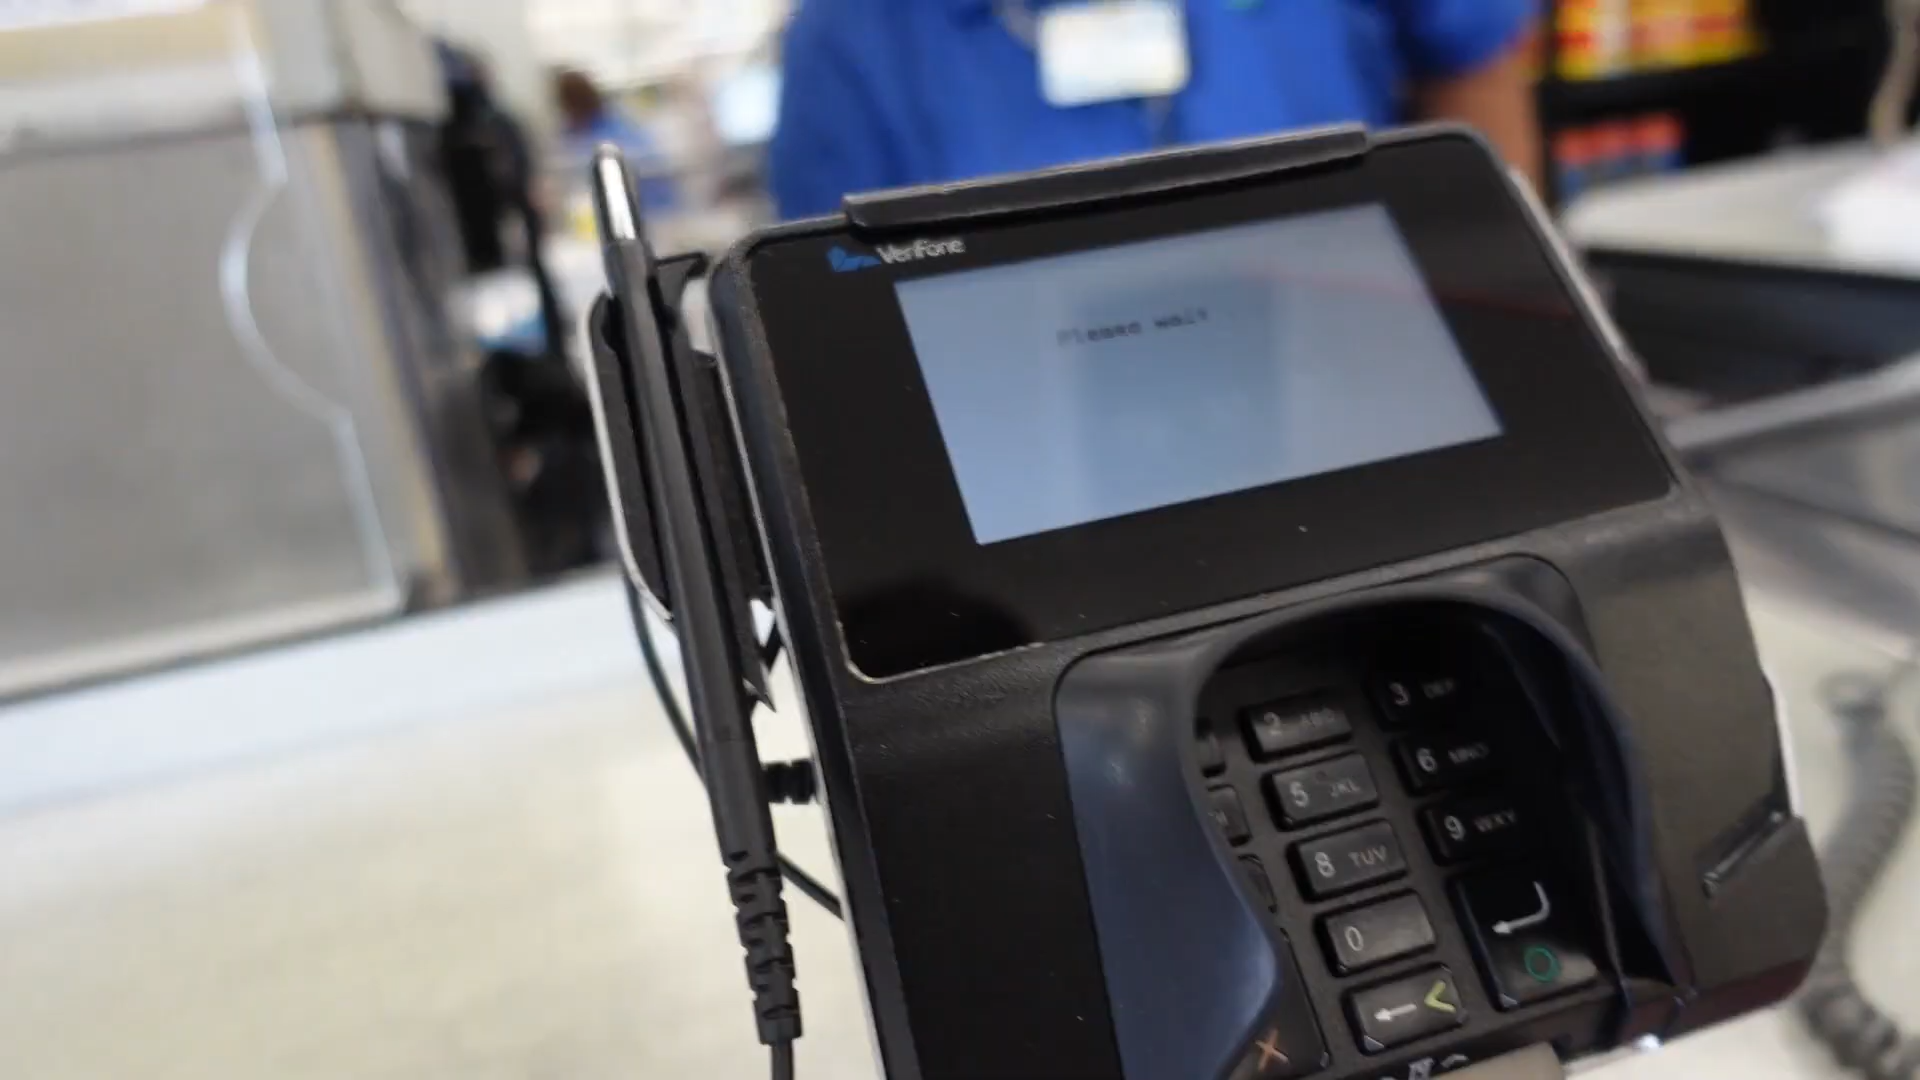 VeriFone
Please wait
2 ABC
3 DEF
5 JKL
6 MNO
8 TUV
9 WXY
0